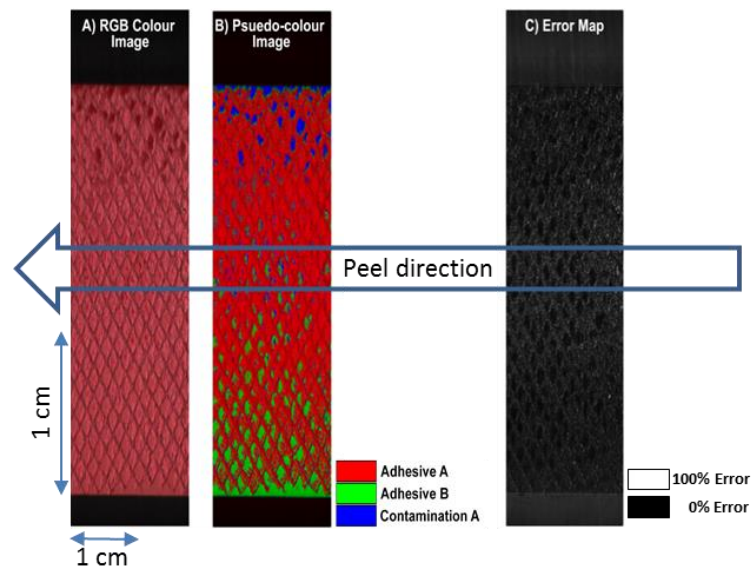 A) RGB Colour
Image
B) Psuedo-colour
Image
C) Error Map
Peel direction
1 cm
1 cm
Adhesive A
Adhesive B
Contamination A
100% Error
0% Error